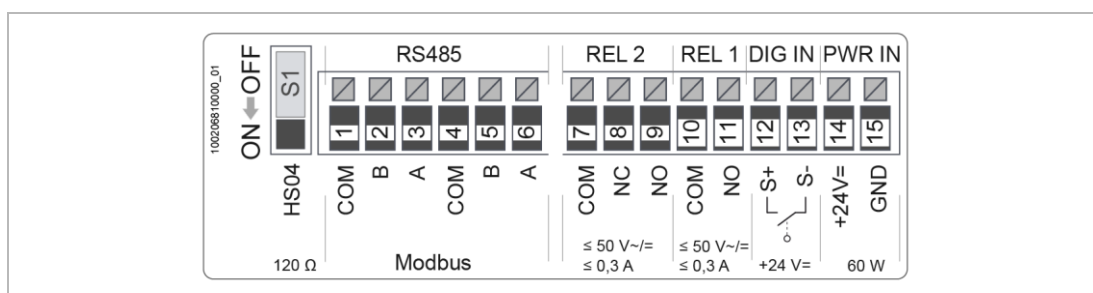 100206810000_01
ON ← OFF
S1
HS04
120 Ω
RS485 REL 2 REL 1 DIG IN PWR IN
1 2 3 4 5 6 7 8 9 10 11 12 13 14 15
COM B A COM B A COM NC NO COM NO S+ S- +24V= GND
≤ 50 V~/= ≤ 50 V~/=
Modbus ≤ 0,3 A ≤ 0,3 A +24 V= 60 W